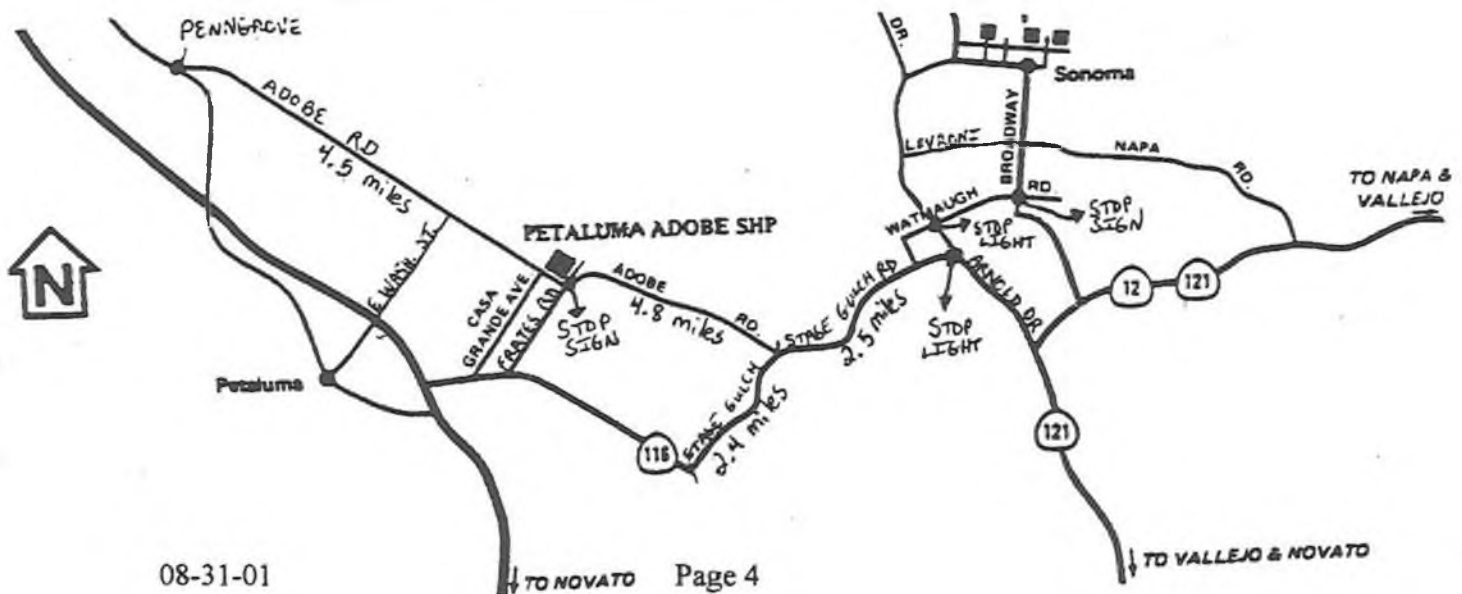 PENNGROVE
DR.
Sonoma
ADOBE RD
4.5 miles
BROADWAY
NAPA RD.
TO NAPA & VALLEJO
N
E WASH. ST.
PETALUMA ADOBE SHP
WATMAUGH RD.
STOP LIGHT
STOP SIGN
CASA GRANDE AVE
FRATES RD
STOP SIGN
ADOBE RD.
4.8 miles
STAGE GULCH RD
2.5 miles
STOP LIGHT
ARNOLD DR
12
121
Petaluma
STAGE GULCH
2.4 miles
116
121
08-31-01
TO NOVATO
Page 4
TO VALLEJO & NOVATO